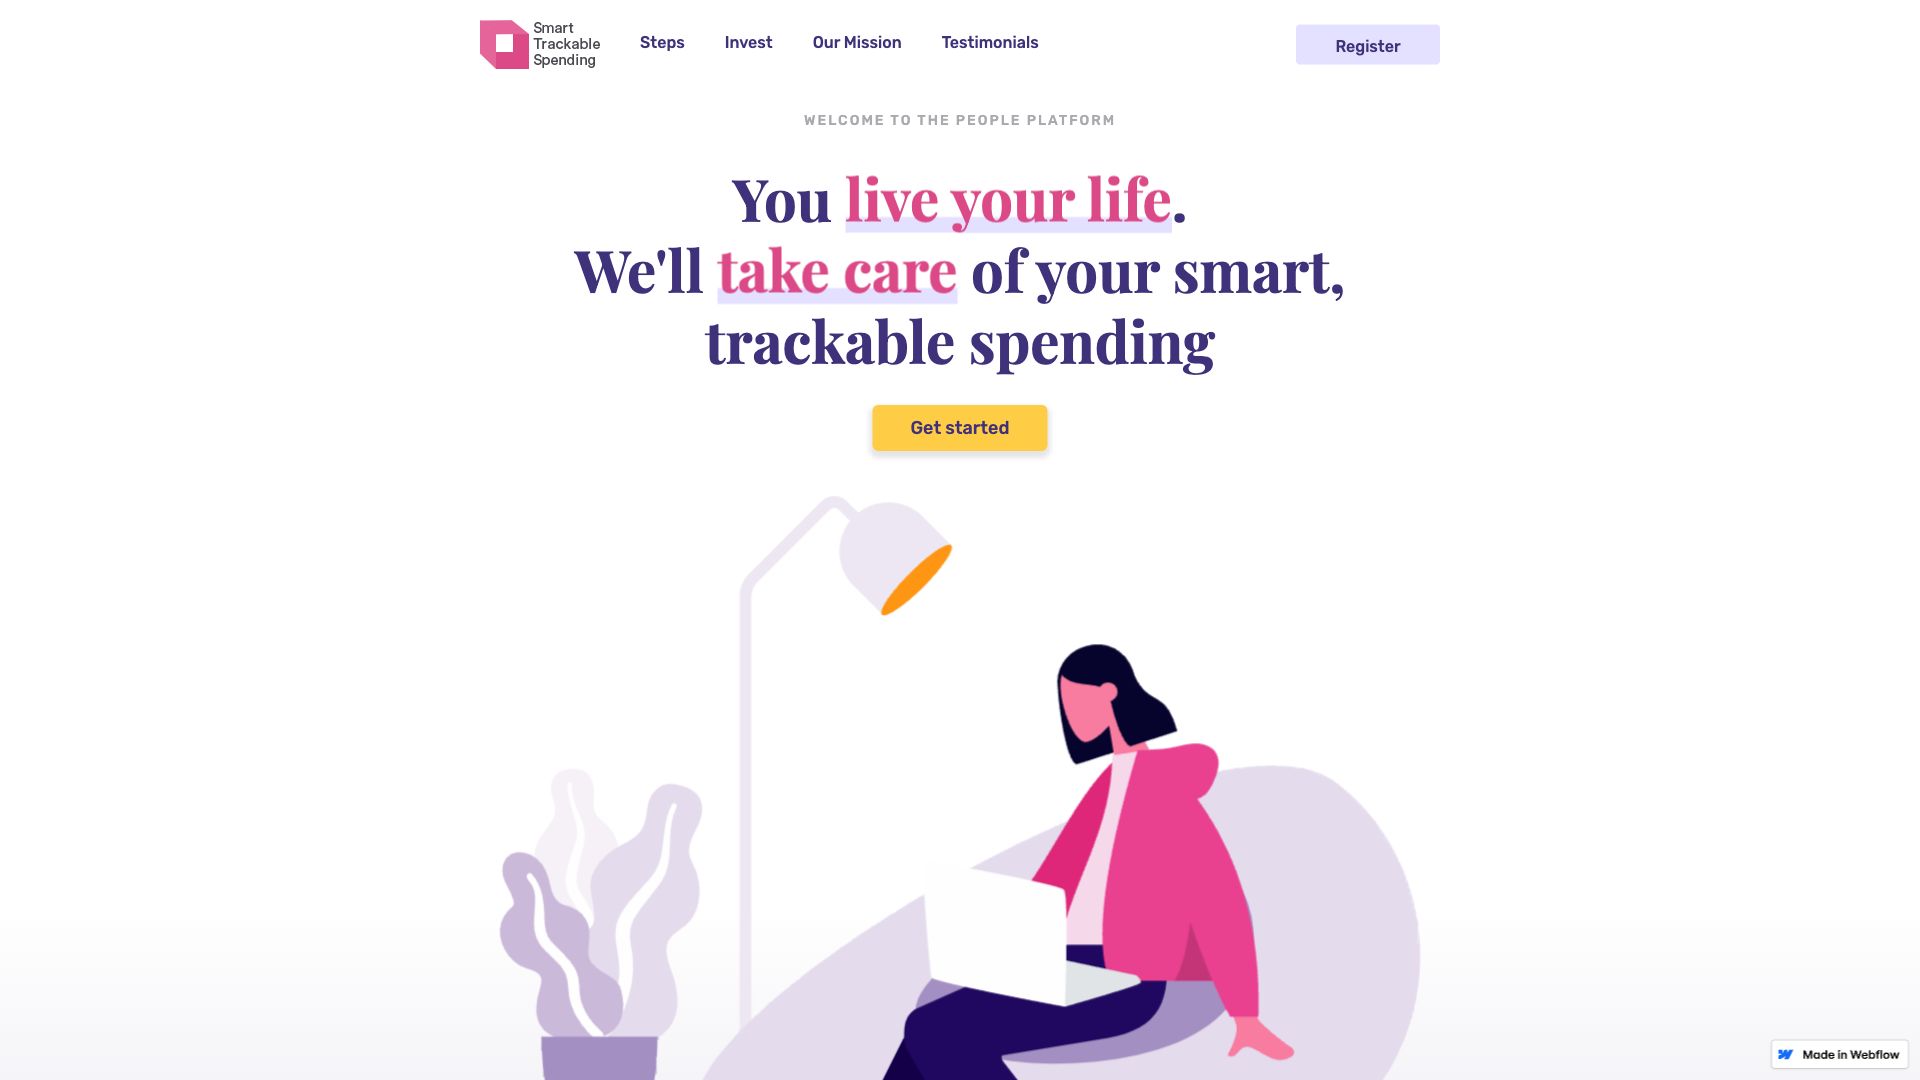 Smart
Trackable
Spending
Steps
Invest
Our Mission
Testimonials
Register
WELCOME TO THE PEOPLE PLATFORM
You live your life.
We'll take care of your smart,
trackable spending
Get started
Made in Webflow